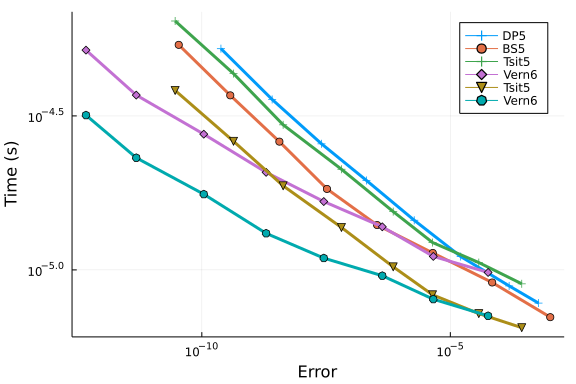 DP5
BS5
Tsit5
Vern6
Tsit5
Vern6
10⁻⁴·⁵
10⁻⁵·⁰
Time (s)
10⁻¹⁰
10⁻⁵
Error